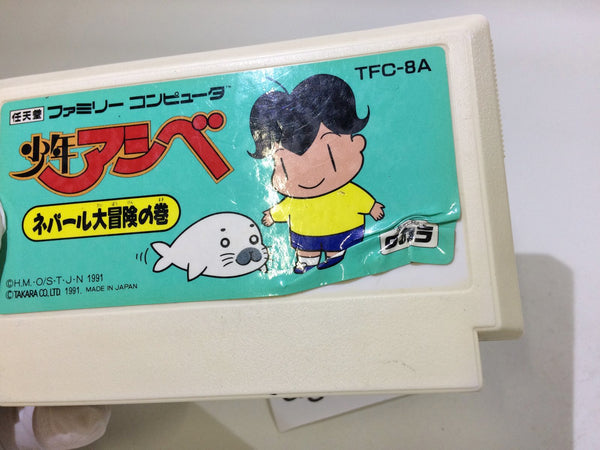 任天堂 ファミリー コンピュータ
TFC-8A
少年アシベ
ネパール大冒険の巻
タカラ
©H.M.・O/S・T・J・N 1991
©TAKARA CO. LTD. 1991. MADE IN JAPAN